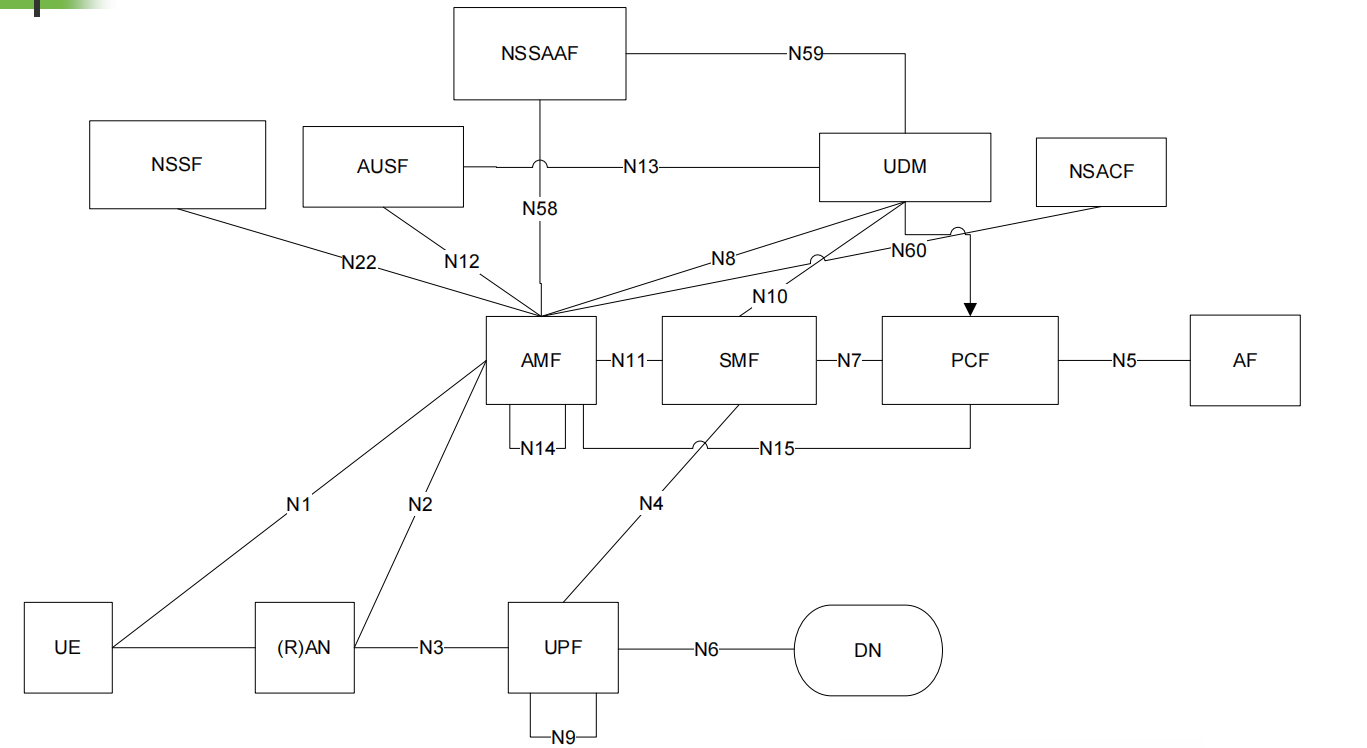 NSSAAF
N59
NSSF
AUSF
N13
UDM
NSACF
N58
N22
N12
N8
N60
N10
AMF
N11
SMF
N7
PCF
N5
AF
N14
N15
N1
N2
N4
UE
(R)AN
N3
UPF
N6
DN
N9